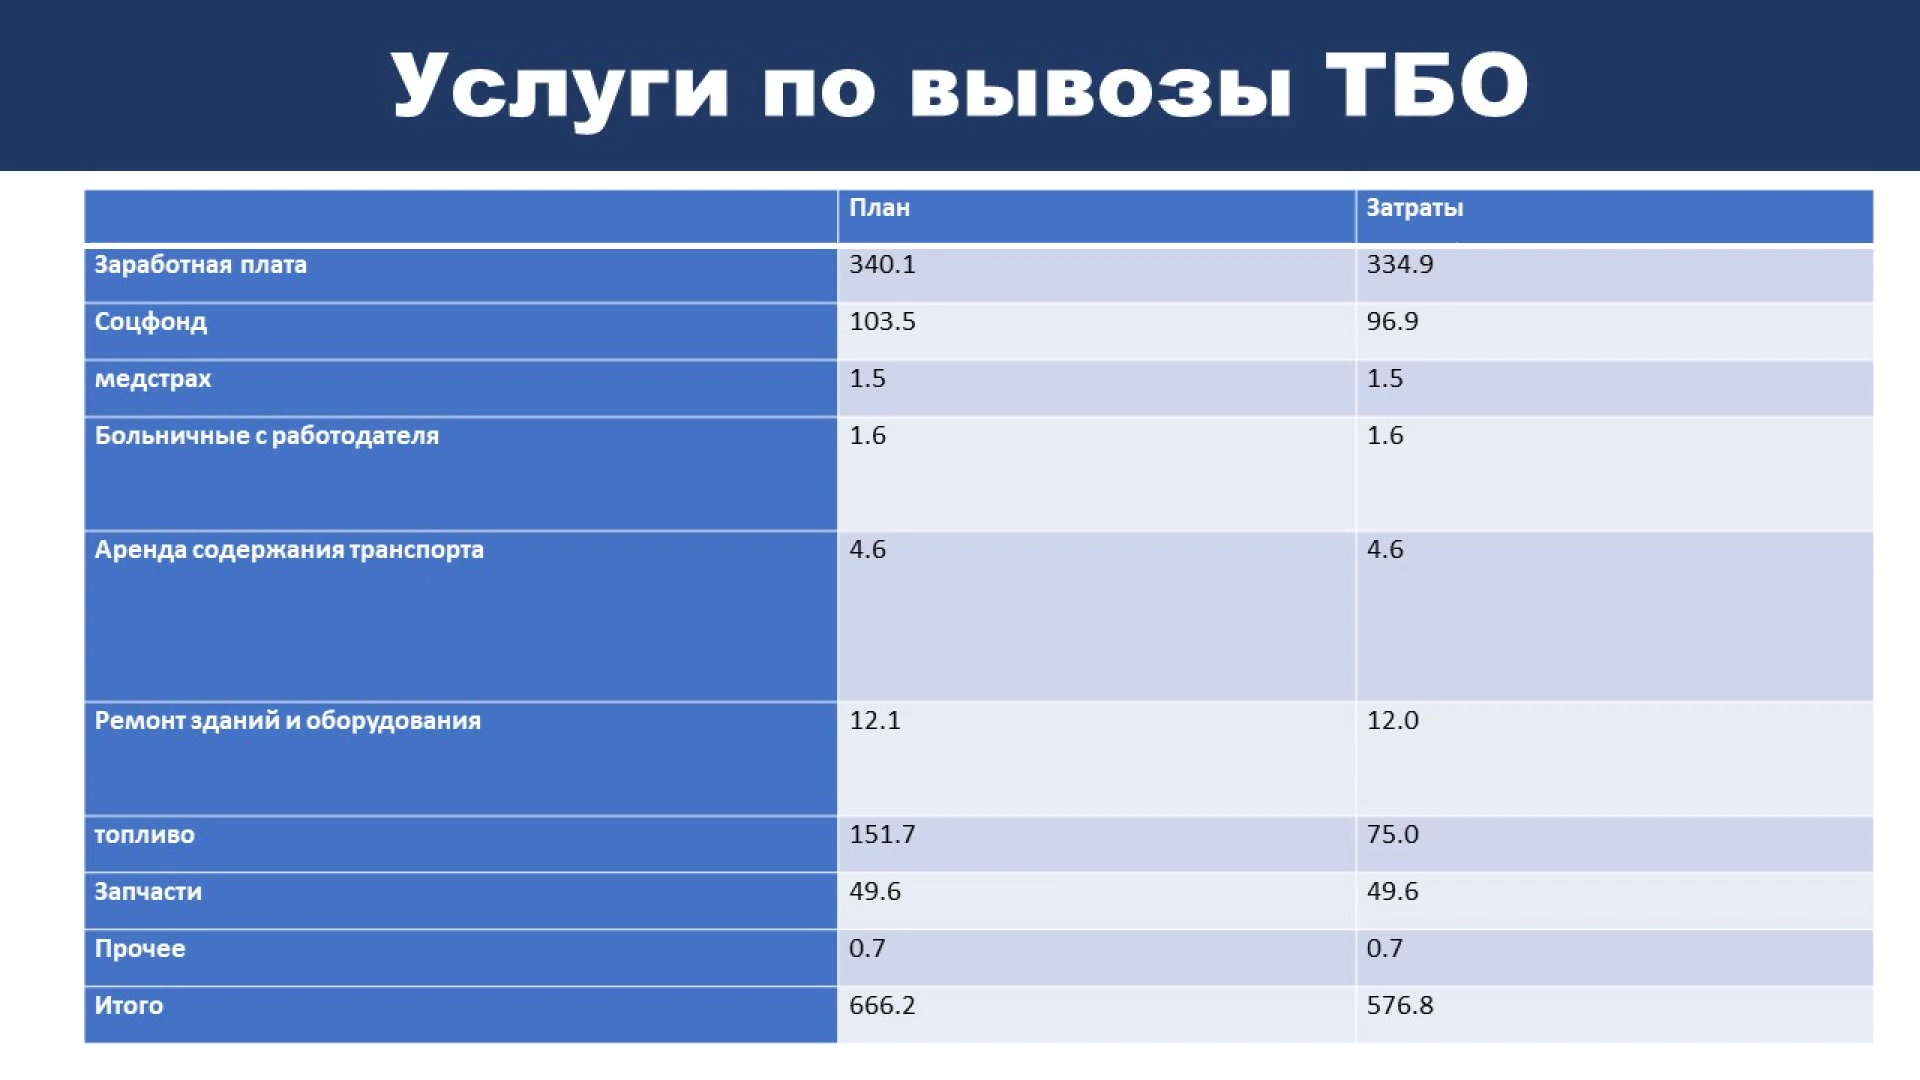 Услуги по вывозы ТБО
План Затраты
Заработная плата 340.1 334.9
Соцфонд 103.5 96.9
медстрах 1.5 1.5
Больничные с работодателя 1.6 1.6
Аренда содержания транспорта 4.6 4.6
Ремонт зданий и оборудования 12.1 12.0
топливо 151.7 75.0
Запчасти 49.6 49.6
Прочее 0.7 0.7
Итого 666.2 576.8